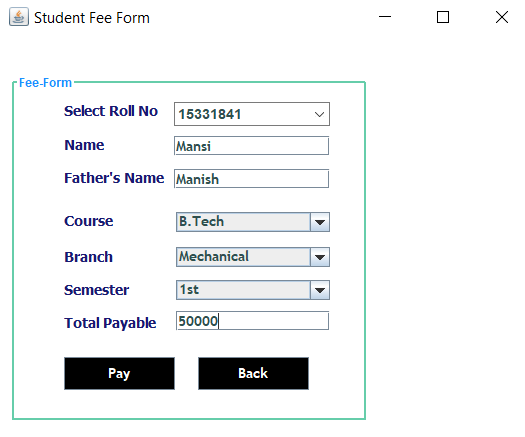 Student Fee Form
Fee-Form
Select Roll No 15331841
Name Mansi
Father's Name Manish
Course B.Tech
Branch Mechanical
Semester 1st
Total Payable 50000
Pay Back